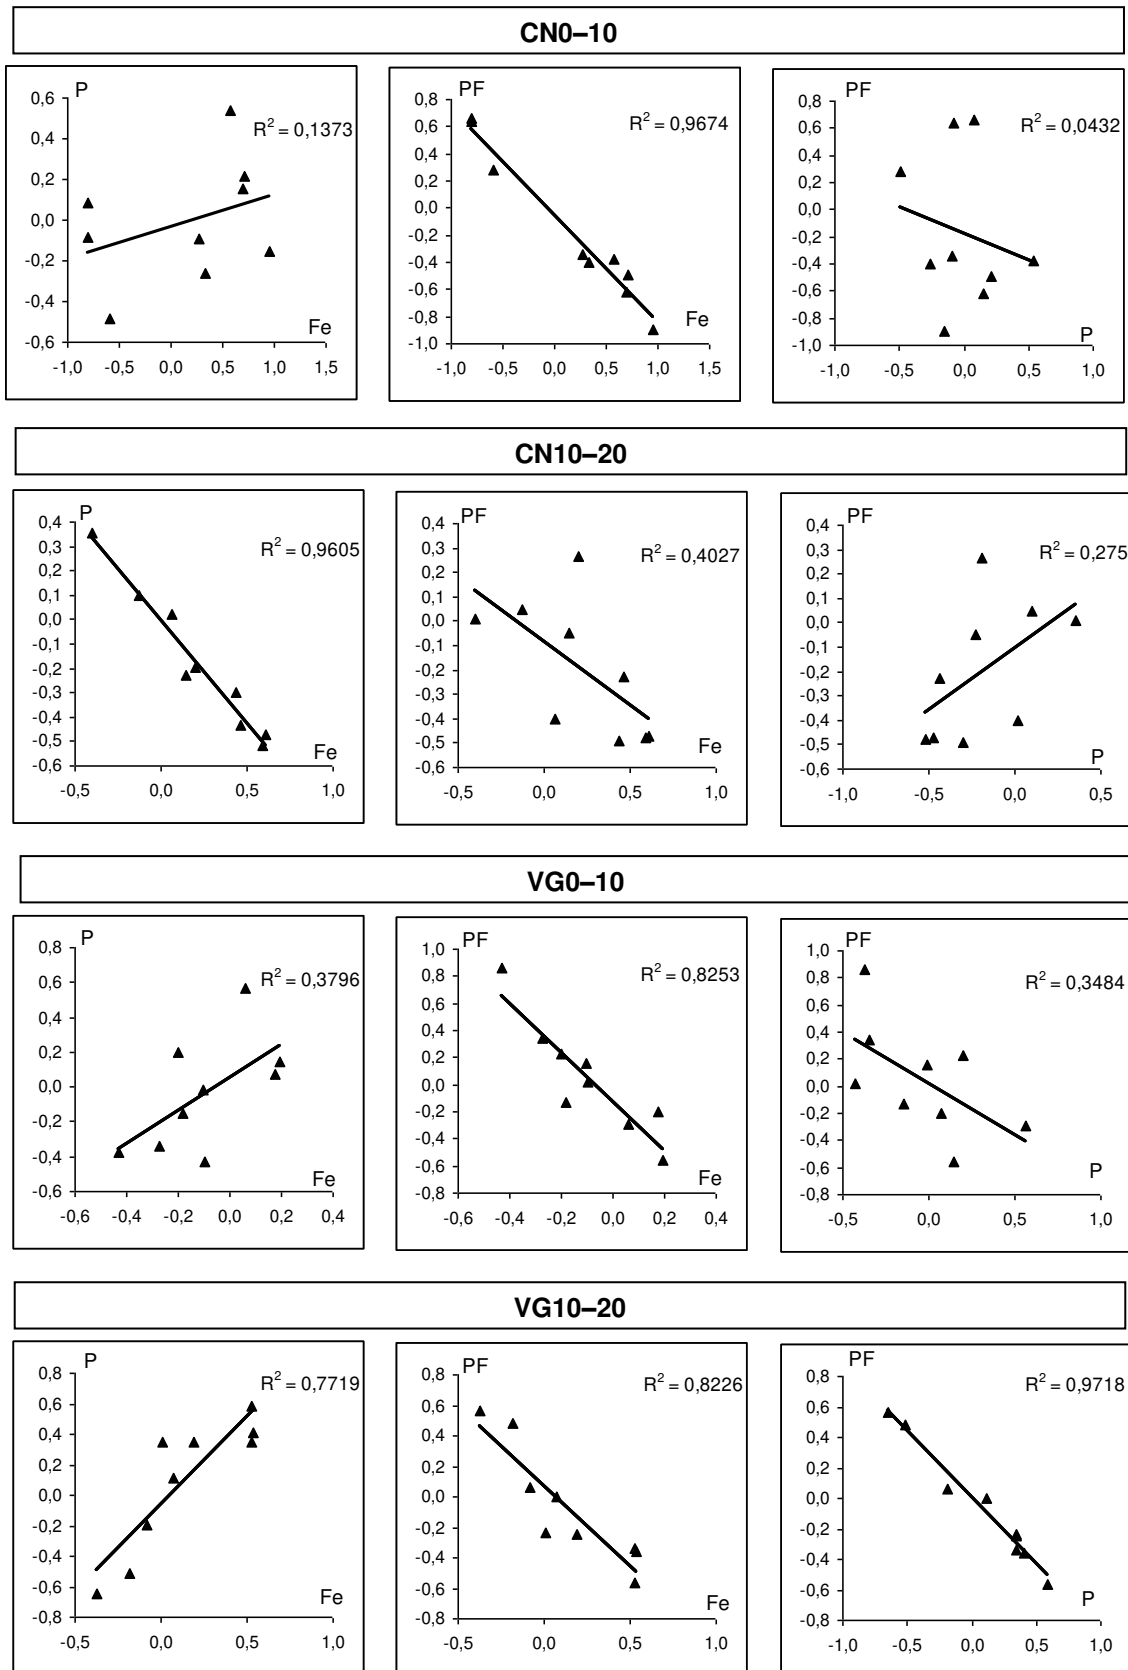 CN0–10
P
0,6
0,4
0,2
0,0
-0,2
-0,4
-0,6
R² = 0,1373
Fe
-1,0 -0,5 0,0 0,5 1,0 1,5
PF
0,8
0,6
0,4
0,2
0,0
-0,2
-0,4
-0,6
-0,8
-1,0
R² = 0,9674
Fe
-1,0 -0,5 0,0 0,5 1,0 1,5
PF
0,8
0,6
0,4
0,2
0,0
-0,2
-0,4
-0,6
-0,8
-1,0
R² = 0,0432
P
-1,0 -0,5 0,0 0,5 1,0
CN10–20
P
0,4
0,3
0,2
0,1
0,0
-0,1
-0,2
-0,3
-0,4
-0,5
-0,6
R² = 0,9605
Fe
-0,5 0,0 0,5 1,0
PF
0,4
0,3
0,2
0,1
0,0
-0,1
-0,2
-0,3
-0,4
-0,5
-0,6
R² = 0,4027
Fe
-0,5 0,0 0,5 1,0
PF
0,4
0,3
0,2
0,1
0,0
-0,1
-0,2
-0,3
-0,4
-0,5
-0,6
R² = 0,275
P
-1,0 -0,5 0,0 0,5
VG0–10
P
0,8
0,6
0,4
0,2
0,0
-0,2
-0,4
-0,6
R² = 0,3796
Fe
-0,6 -0,4 -0,2 0,0 0,2 0,4
PF
1,0
0,8
0,6
0,4
0,2
0,0
-0,2
-0,4
-0,6
-0,8
R² = 0,8253
Fe
-0,6 -0,4 -0,2 0,0 0,2 0,4
PF
1,0
0,8
0,6
0,4
0,2
0,0
-0,2
-0,4
-0,6
-0,8
R² = 0,3484
P
-0,5 0,0 0,5 1,0
VG10–20
P
0,8
0,6
0,4
0,2
0,0
-0,2
-0,4
-0,6
-0,8
R² = 0,7719
Fe
-0,5 0,0 0,5 1,0
PF
0,8
0,6
0,4
0,2
0,0
-0,2
-0,4
-0,6
-0,8
R² = 0,8226
Fe
-0,5 0,0 0,5 1,0
PF
0,8
0,6
0,4
0,2
0,0
-0,2
-0,4
-0,6
-0,8
R² = 0,9718
P
-1,0 -0,5 0,0 0,5 1,0